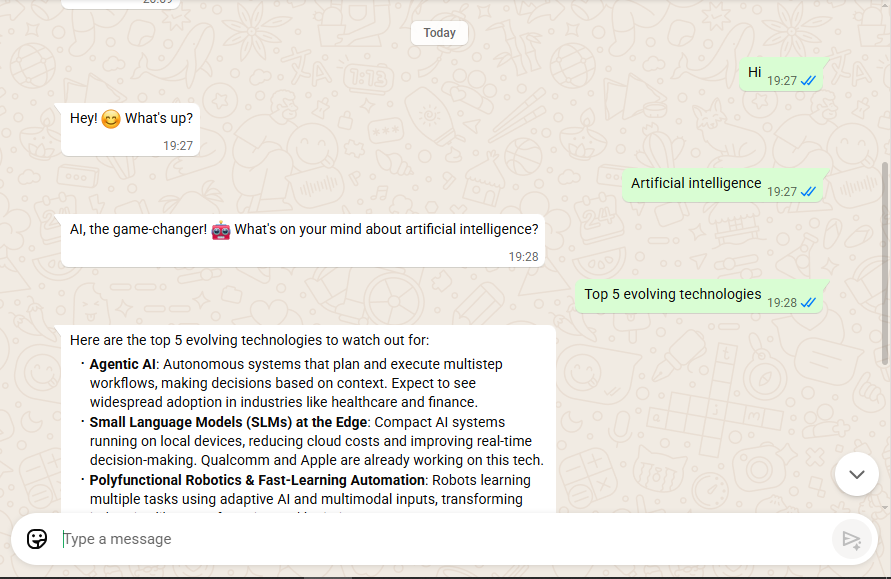 20:09
Today
Hi 19:27
Hey! 😊 What's up?
19:27
Artificial intelligence 19:27
AI, the game-changer! 🤖 What's on your mind about artificial intelligence?
19:28
Top 5 evolving technologies 19:28
Here are the top 5 evolving technologies to watch out for:
· Agentic AI: Autonomous systems that plan and execute multistep
workflows, making decisions based on context. Expect to see
widespread adoption in industries like healthcare and finance.
· Small Language Models (SLMs) at the Edge: Compact AI systems
running on local devices, reducing cloud costs and improving real-time
decision-making. Qualcomm and Apple are already working on this tech.
· Polyfunctional Robotics & Fast-Learning Automation: Robots learning
multiple tasks using adaptive AI and multimodal inputs, transforming
Type a message